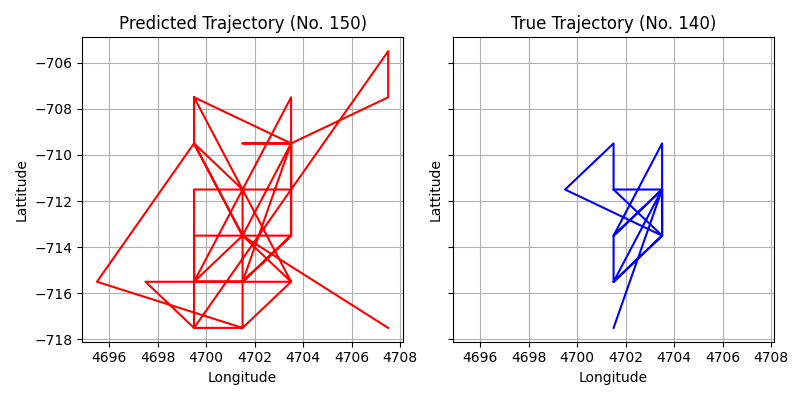 Predicted Trajectory (No. 150)
True Trajectory (No. 140)
−706
−708
−710
−712
−714
−716
−718
Lattitude
Lattitude
4696 4698 4700 4702 4704 4706 4708
4696 4698 4700 4702 4704 4706 4708
Longitude
Longitude